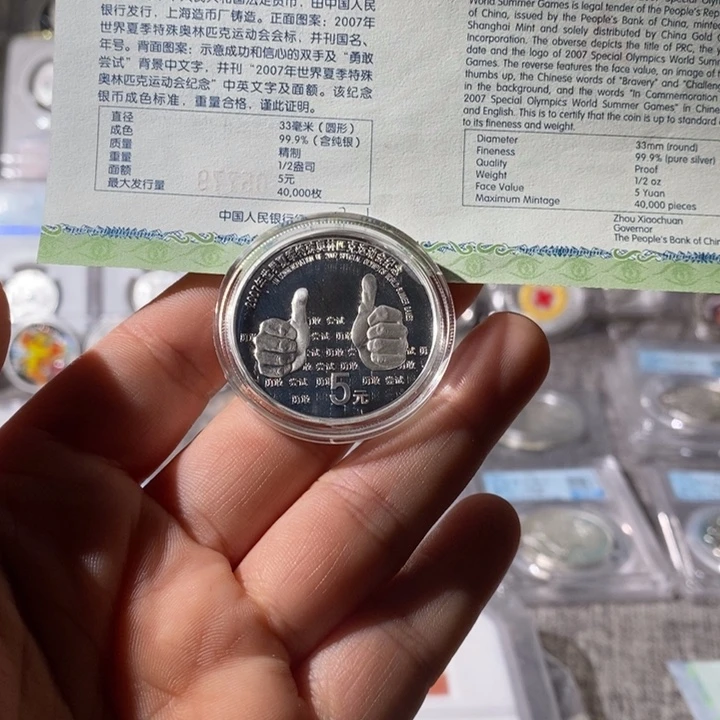 银行发行，上海造币厂铸造。正面图案：2007年
世界夏季特殊奥林匹克运动会会标，并刊国名、
年号。背面图案：示意成功和信心的双手及“勇敢
尝试”背景中文字，并刊“2007年世界夏季特殊
奥林匹克运动会纪念”中英文字及面额。该纪念
银币成色标准，重量合格，谨此证明。
直径 33毫米（圆形）
成色 99.9%（含纯银）
质量 精制
重量 1/2盎司
面额 5元
最大发行量 40,000枚
中国人民银行
World Summer Games is legal tender of the People's Rep
of China, issued by the People's Bank of China, minte
Shanghai Mint and solely distributed by China Gold
Incorporation. The obverse depicts the title of PRC, the
date and the logo of 2007 Special Olympics World Sum
Games. The reverse features the face value, an image of
thumbs up, the Chinese words of "Bravery" and "Challen
in the background, and the words "In Commemoration
2007 Special Olympics World Summer Games" in Chine
and English. This is to certify that the coin is up to standard
to its fineness and weight.
Diameter 33mm (round)
Fineness 99.9% (pure silver)
Quality Proof
Weight 1/2 oz
Face Value 5 Yuan
Maximum Mintage 40,000 pieces
Zhou Xiaochuan
Governor
The People's Bank of Chin
勇敢 尝试
勇敢 尝试 勇敢 尝试
5元